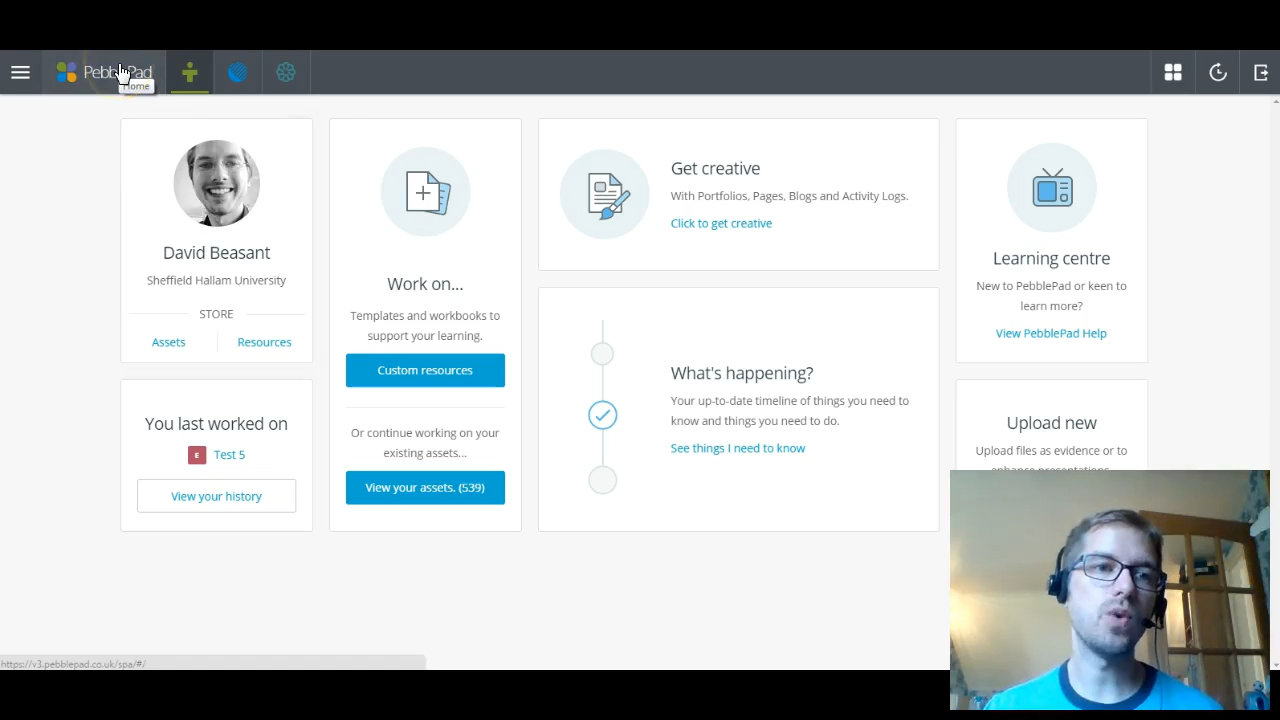 PebblePad
Home
David Beasant
Sheffield Hallam University
STORE
Assets
Resources
You last worked on
E Test 5
View your history
Work on...
Templates and workbooks to
support your learning.
Custom resources
Or continue working on your
existing assets...
View your assets. (539)
Get creative
With Portfolios, Pages, Blogs and Activity Logs.
Click to get creative
What's happening?
Your up-to-date timeline of things you need to
know and things you need to do.
See things I need to know
Learning centre
New to PebblePad or keen to
learn more?
View PebblePad Help
Upload new
Upload files as evidence or to
enhance presentations.
https://v3.pebblepad.co.uk/spa/#/